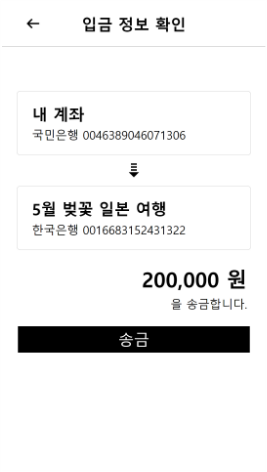 입금 정보 확인
내 계좌
국민은행 0046389046071306
5월 벚꽃 일본 여행
한국은행 0016683152431322
200,000 원
을 송금합니다.
송금